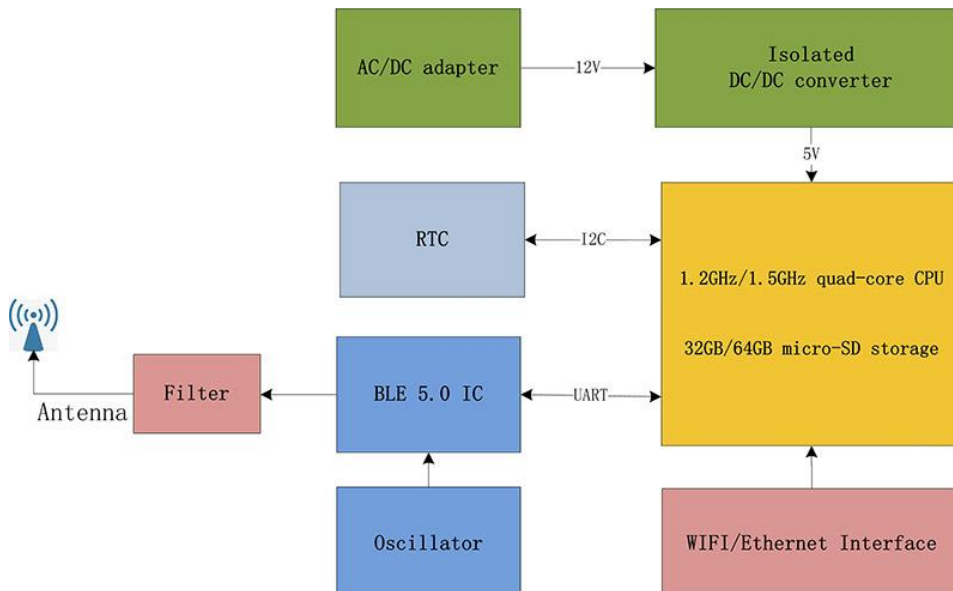 AC/DC adapter
12V
Isolated
DC/DC converter
5V
RTC
I2C
1.2GHz/1.5GHz quad-core CPU
32GB/64GB micro-SD storage
Antenna
Filter
BLE 5.0 IC
UART
Oscillator
WIFI/Ethernet Interface